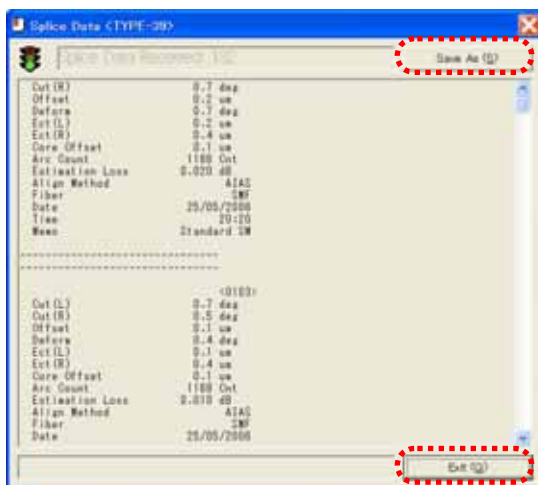 Splice Data <TYPE-39>
Splice Data Received: 102
Save As (S)
Cut(R) 0.7 deg
Offset 0.2 um
Deform 0.7 deg
Ect(L) 0.2 um
Ect(R) 0.4 um
Core Offset 0.1 um
Arc Count 1188 Cnt
Estimation Loss 0.020 dB
Align Method AIAS
Fiber SMF
Date 25/05/2006
Time 20:20
Memo Standard SM
---------------------------------
---------------------------------
<0103>
Cut(L) 0.7 deg
Cut(R) 0.5 deg
Offset 0.1 um
Deform 0.4 deg
Ect(L) 0.1 um
Ect(R) 0.4 um
Core Offset 0.1 um
Arc Count 1188 Cnt
Estimation Loss 0.010 dB
Align Method AIAS
Fiber SMF
Date 25/05/2006
Exit (Q)